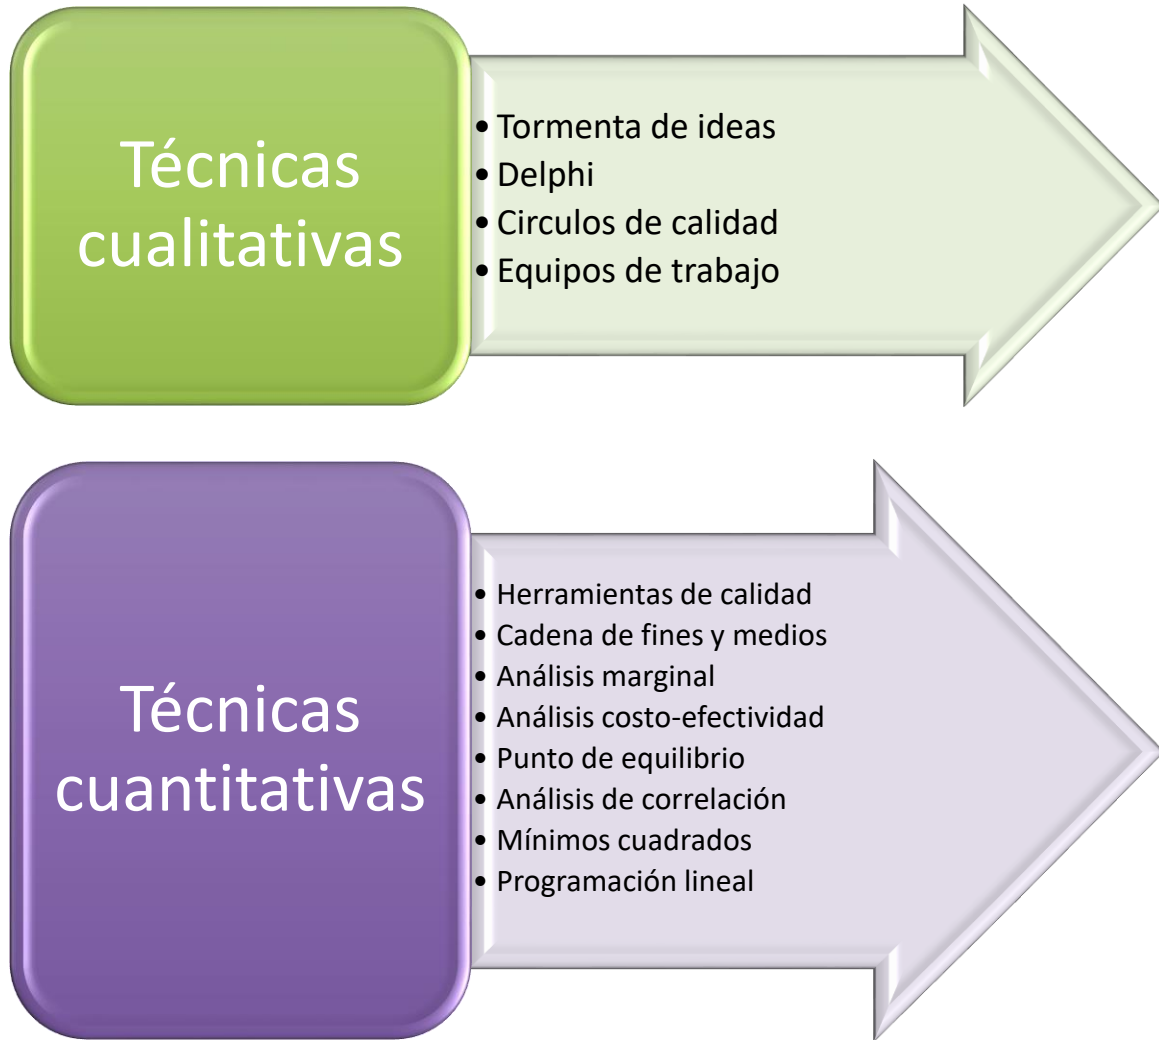 Técnicas
cualitativas
• Tormenta de ideas
• Delphi
• Circulos de calidad
• Equipos de trabajo
Técnicas
cuantitativas
• Herramientas de calidad
• Cadena de fines y medios
• Análisis marginal
• Análisis costo-efectividad
• Punto de equilibrio
• Análisis de correlación
• Mínimos cuadrados
• Programación lineal